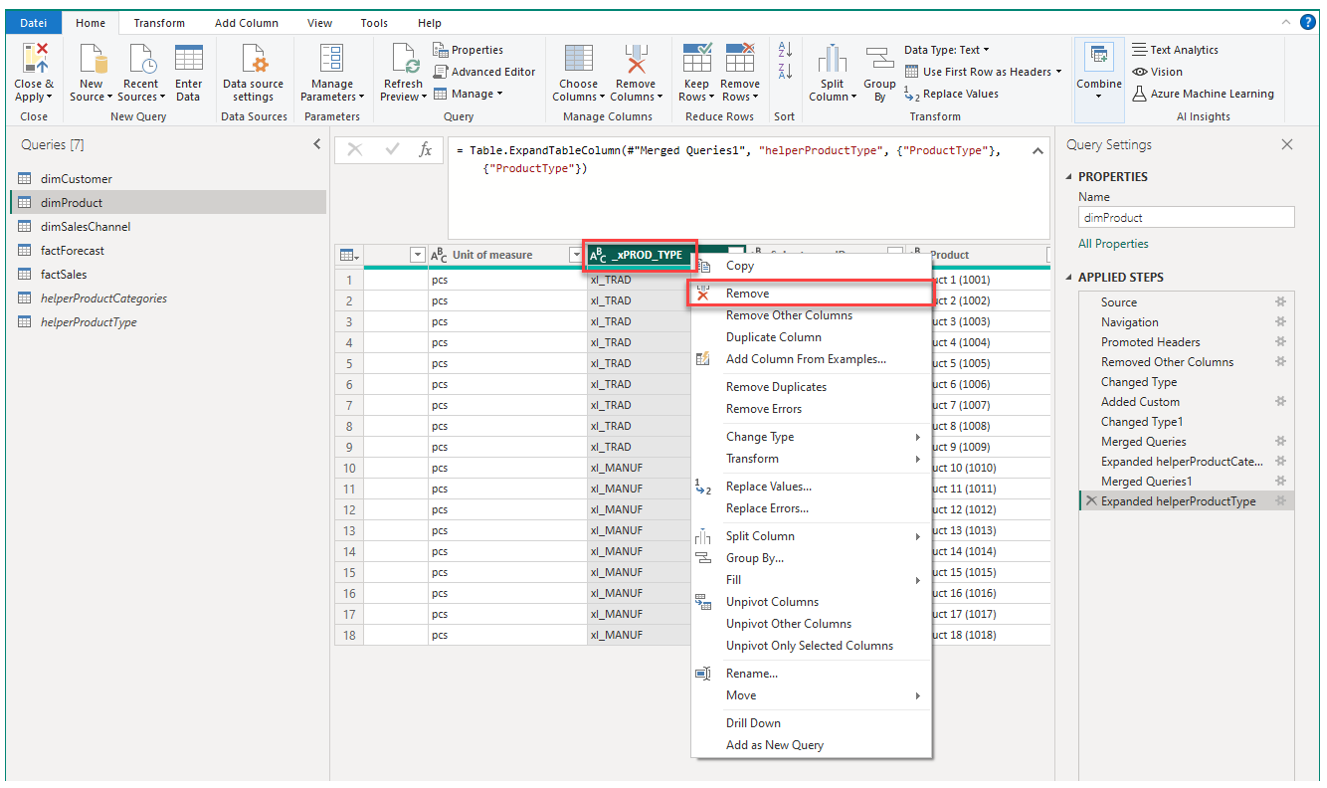 Datei Home Transform Add Column View Tools Help
Close & Apply
New Source
Recent Sources
Enter Data
Data source settings
Manage Parameters
Refresh Preview
Properties
Advanced Editor
Manage
Choose Columns
Remove Columns
Keep Rows
Remove Rows
Split Column
Group By
Data Type: Text
Use First Row as Headers
Replace Values
Combine
Text Analytics
Vision
Azure Machine Learning
Close New Query Data Sources Parameters Query Manage Columns Reduce Rows Sort Transform AI Insights
Queries [7]
dimCustomer
dimProduct
dimSalesChannel
factForecast
factSales
helperProductCategories
helperProductType
fx
= Table.ExpandTableColumn(#"Merged Queries1", "helperProductType", {"ProductType"},
{"ProductType"})
Unit of measure _xPROD_TYPE Product
1 pcs xl_TRAD uct 1 (1001)
2 pcs xl_TRAD uct 2 (1002)
3 pcs xl_TRAD uct 3 (1003)
4 pcs xl_TRAD uct 4 (1004)
5 pcs xl_TRAD uct 5 (1005)
6 pcs xl_TRAD uct 6 (1006)
7 pcs xl_TRAD uct 7 (1007)
8 pcs xl_TRAD uct 8 (1008)
9 pcs xl_TRAD uct 9 (1009)
10 pcs xl_MANUF uct 10 (1010)
11 pcs xl_MANUF uct 11 (1011)
12 pcs xl_MANUF uct 12 (1012)
13 pcs xl_MANUF uct 13 (1013)
14 pcs xl_MANUF uct 14 (1014)
15 pcs xl_MANUF uct 15 (1015)
16 pcs xl_MANUF uct 16 (1016)
17 pcs xl_MANUF uct 17 (1017)
18 pcs xl_MANUF uct 18 (1018)
Copy
Remove
Remove Other Columns
Duplicate Column
Add Column From Examples...
Remove Duplicates
Remove Errors
Change Type
Transform
Replace Values...
Replace Errors...
Split Column
Group By...
Fill
Unpivot Columns
Unpivot Other Columns
Unpivot Only Selected Columns
Rename...
Move
Drill Down
Add as New Query
Query Settings
PROPERTIES
Name
dimProduct
All Properties
APPLIED STEPS
Source
Navigation
Promoted Headers
Removed Other Columns
Changed Type
Added Custom
Changed Type1
Merged Queries
Expanded helperProductCate...
Merged Queries1
Expanded helperProductType